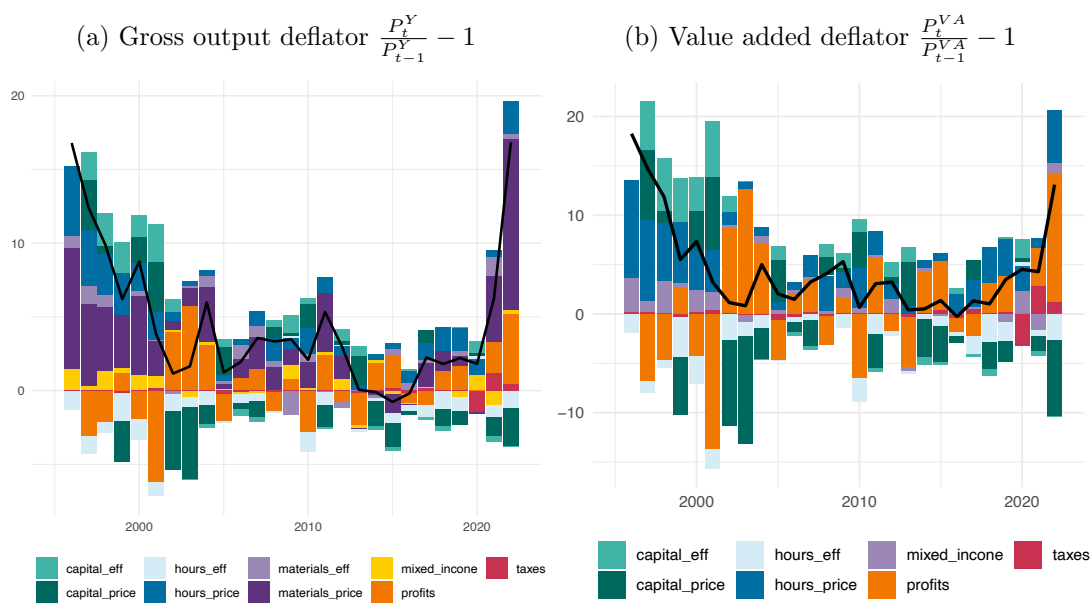 (a) Gross output deflator P_t^Y / P_{t-1}^Y − 1
(b) Value added deflator P_t^{VA} / P_{t-1}^{VA} − 1
20
10
0
2000
2010
2020
20
10
0
−10
2000
2010
2020
capital_eff
hours_eff
materials_eff
mixed_incone
taxes
capital_price
hours_price
materials_price
profits
capital_eff
hours_eff
mixed_incone
taxes
capital_price
hours_price
profits